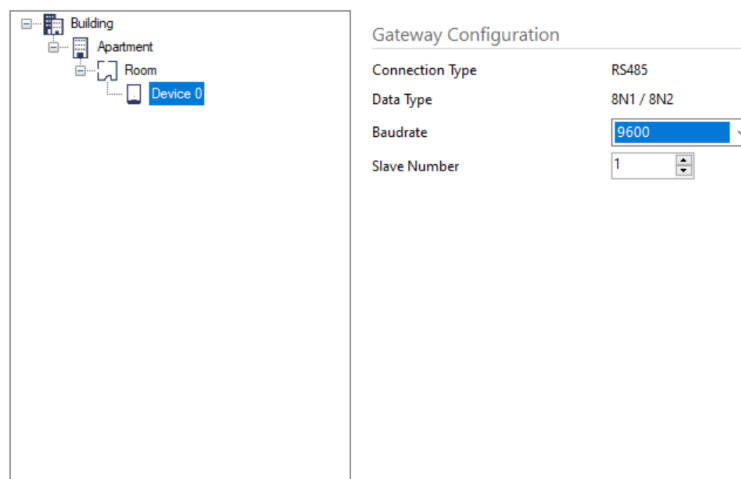 Building
Apartment
Room
Device 0
Gateway Configuration
Connection Type RS485
Data Type 8N1 / 8N2
Baudrate 9600
Slave Number 1